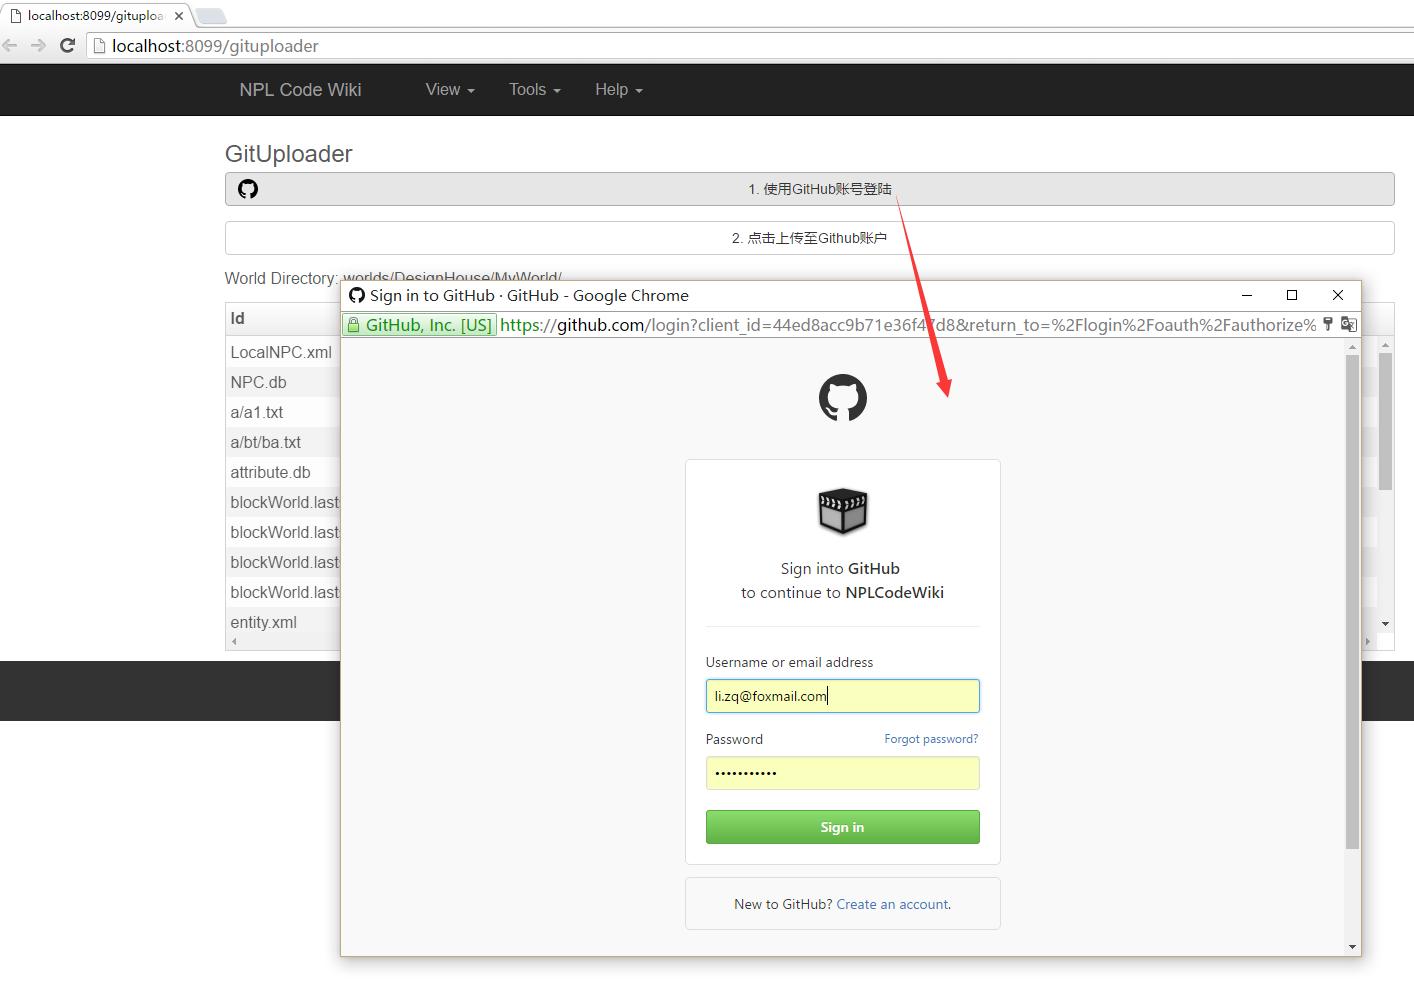 localhost:8099/gituploa
localhost:8099/gituploader
NPL Code Wiki View Tools Help
GitUploader
1. 使用GitHub账号登陆
2. 点击上传至Github账户
World Directory: worlds/DesignHouse/MyWorld/
Sign in to GitHub · GitHub - Google Chrome
GitHub, Inc. [US] https://github.com/login?client_id=44ed8acc9b71e36f47d8&return_to=%2Flogin%2Foauth%2Fauthorize%
Id
LocalNPC.xml
NPC.db
a/a1.txt
a/bt/ba.txt
attribute.db
blockWorld.last
blockWorld.last
blockWorld.last
blockWorld.last
entity.xml
Sign into GitHub
to continue to NPLCodeWiki
Username or email address
li.zq@foxmail.com
Password Forgot password?
•••••••••••
Sign in
New to GitHub? Create an account.